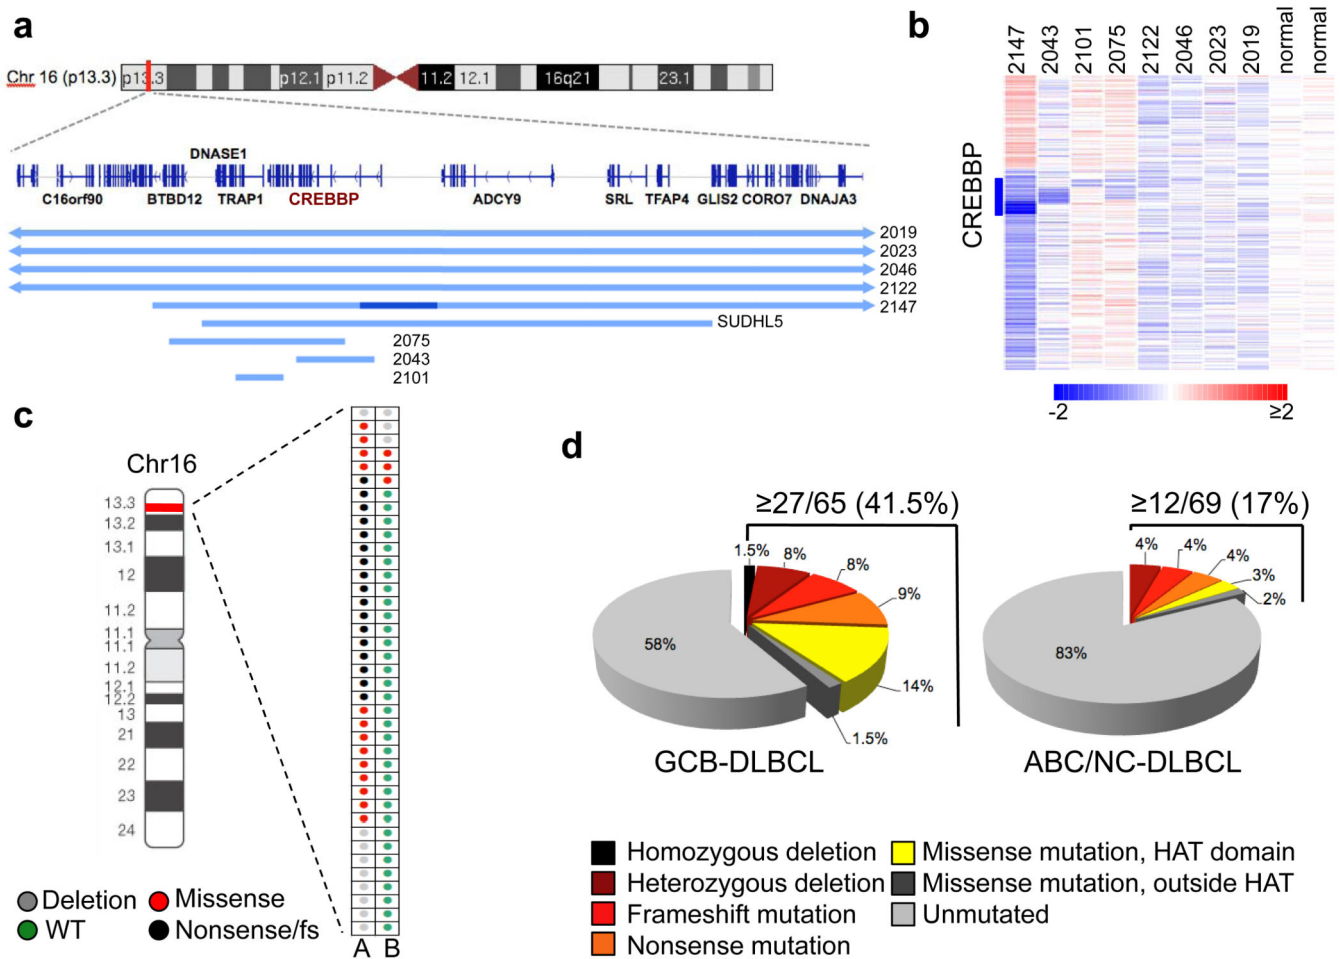 a
Chr 16 (p13.3)
p13.3
p12.1
p11.2
11.2
12.1
16q21
23.1
DNASE1
C16orf90
BTBD12
TRAP1
CREBBP
ADCY9
SRL
TFAP4
GLIS2
CORO7
DNAJA3
2019
2023
2046
2122
2147
SUDHL5
2075
2043
2101
b
2147
2043
2101
2075
2122
2046
2023
2019
normal
normal
CREBBP
-2
≥2
c
Chr16
13.3
13.2
13.1
12
11.2
11.1
11.1
11.2
12.1
12.2
13
21
22
23
24
Deletion
Missense
WT
Nonsense/fs
A B
d
≥27/65 (41.5%)
1.5%
8%
8%
9%
14%
1.5%
58%
GCB-DLBCL
≥12/69 (17%)
4%
4%
4%
3%
2%
83%
ABC/NC-DLBCL
Homozygous deletion
Heterozygous deletion
Frameshift mutation
Nonsense mutation
Missense mutation, HAT domain
Missense mutation, outside HAT
Unmutated